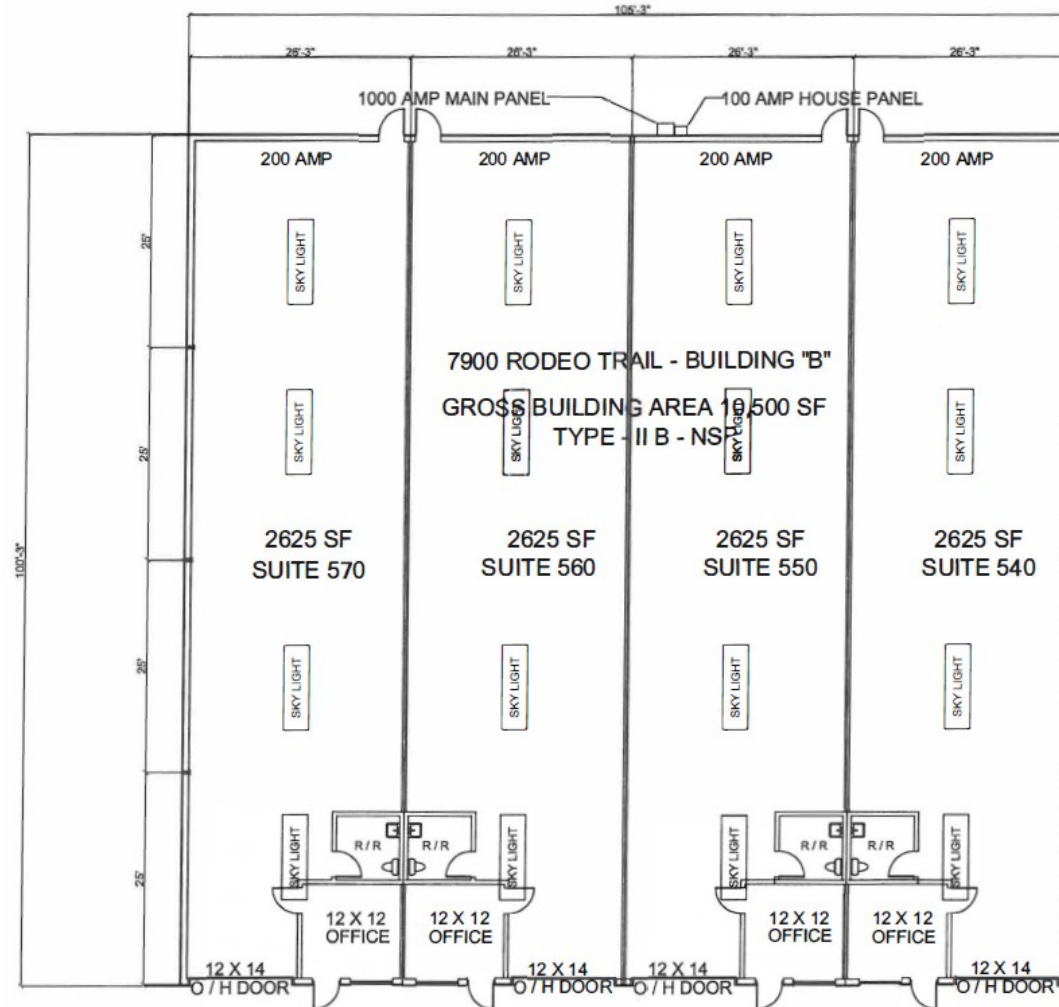 105'-3"
26'-3"
26'-3"
26'-3"
26'-3"
1000 AMP MAIN PANEL
100 AMP HOUSE PANEL
200 AMP
200 AMP
200 AMP
200 AMP
25'
SKY LIGHT
SKY LIGHT
SKY LIGHT
SKY LIGHT
7900 RODEO TRAIL - BUILDING "B"
GROSS BUILDING AREA 10,500 SF
TYPE - II B - NSPR
25'
SKY LIGHT
SKY LIGHT
SKY LIGHT
SKY LIGHT
100'-3"
2625 SF
SUITE 570
2625 SF
SUITE 560
2625 SF
SUITE 550
2625 SF
SUITE 540
25'
SKY LIGHT
SKY LIGHT
SKY LIGHT
SKY LIGHT
25'
SKY LIGHT
R / R
R / R
SKY LIGHT
SKY LIGHT
R / R
R / R
SKY LIGHT
12 X 12
OFFICE
12 X 12
OFFICE
12 X 12
OFFICE
12 X 12
OFFICE
12 X 14
O / H DOOR
12 X 14
O / H DOOR
12 X 14
O / H DOOR
12 X 14
O / H DOOR